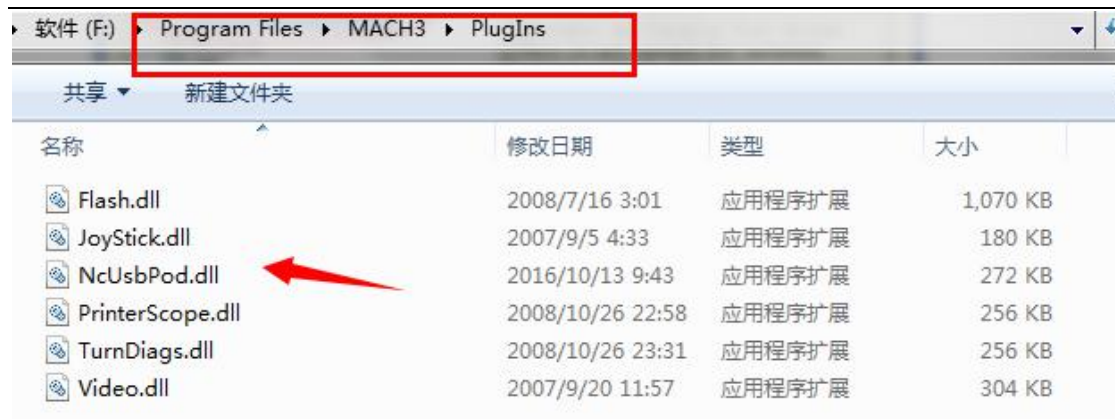 软件 (F:) ▸ Program Files ▸ MACH3 ▸ PlugIns
共享 新建文件夹
名称 修改日期 类型 大小
Flash.dll 2008/7/16 3:01 应用程序扩展 1,070 KB
JoyStick.dll 2007/9/5 4:33 应用程序扩展 180 KB
NcUsbPod.dll 2016/10/13 9:43 应用程序扩展 272 KB
PrinterScope.dll 2008/10/26 22:58 应用程序扩展 256 KB
TurnDiags.dll 2008/10/26 23:31 应用程序扩展 256 KB
Video.dll 2007/9/20 11:57 应用程序扩展 304 KB